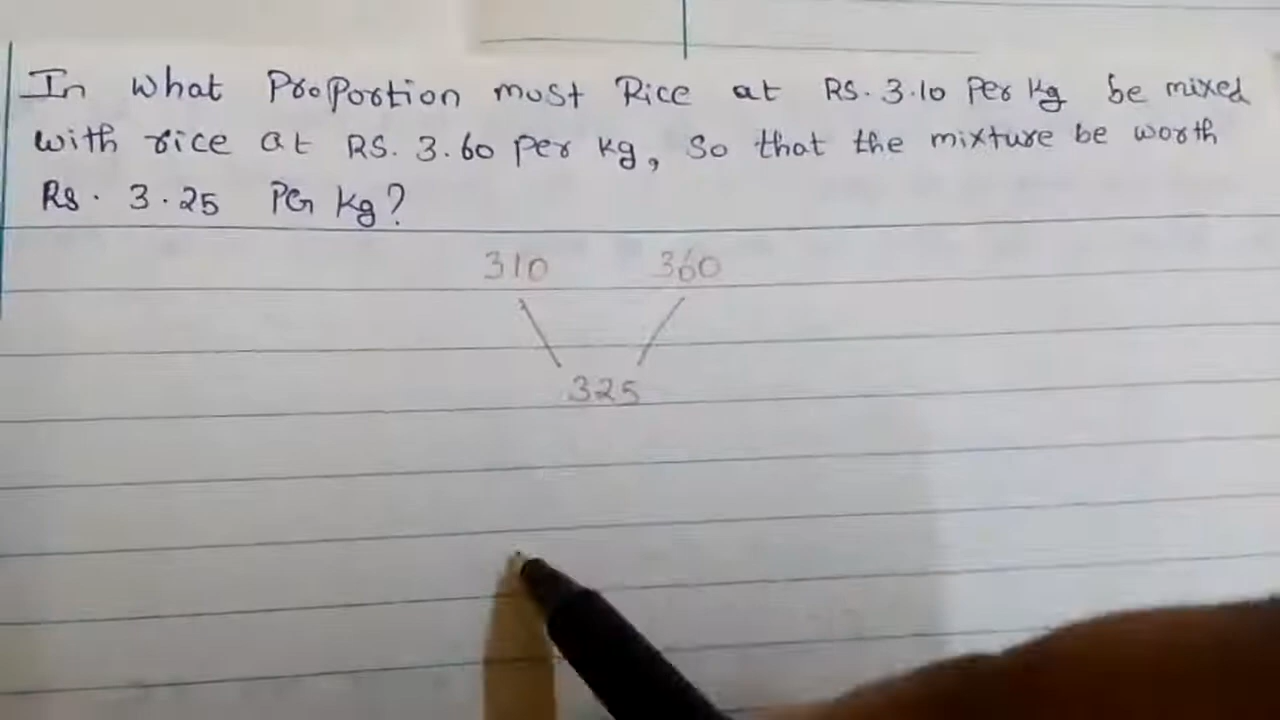 In what Proportion must Rice at RS. 3.10 Per Kg be mixed
with rice at RS. 3.60 per kg, so that the mixture be worth
Rs. 3.25 Per Kg?
310 360
325